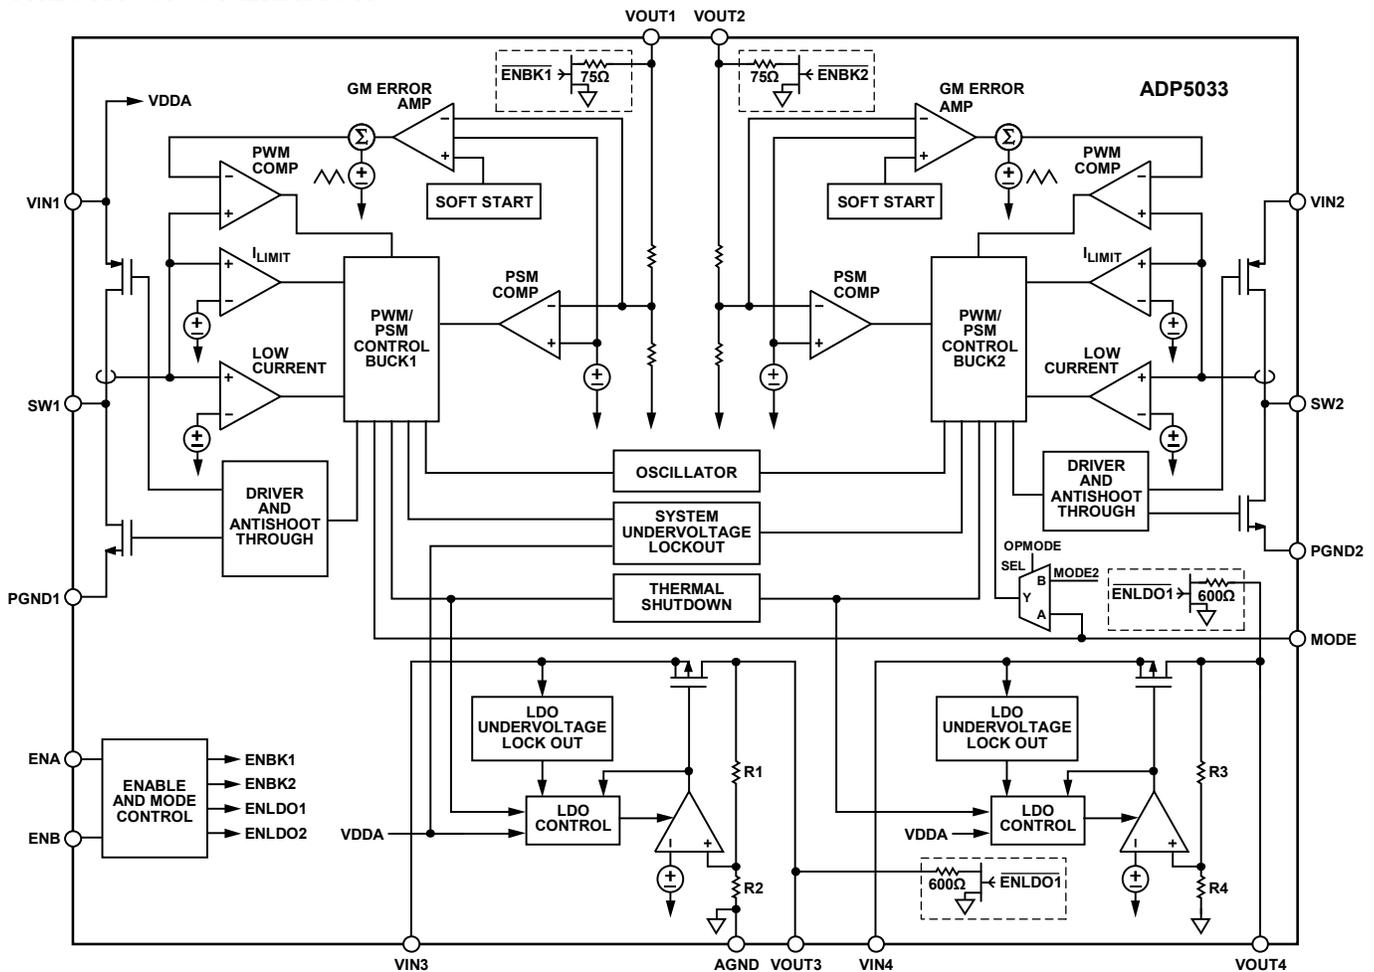 VOUT1 VOUT2
ENBK1
75Ω
75Ω
ENBK2
ADP5033
VDDA
GM ERROR
AMP
GM ERROR
AMP
Σ
Σ
PWM
COMP
PWM
COMP
SOFT START
SOFT START
VIN1
VIN2
ILIMIT
ILIMIT
PSM
COMP
PSM
COMP
PWM/
PSM
CONTROL
BUCK1
PWM/
PSM
CONTROL
BUCK2
LOW
CURRENT
LOW
CURRENT
SW1
SW2
OSCILLATOR
DRIVER
AND
ANTISHOOT
THROUGH
DRIVER
AND
ANTISHOOT
THROUGH
SYSTEM
UNDERVOLTAGE
LOCKOUT
OPMODE
SEL
B
MODE2
Y
A
PGND2
THERMAL
SHUTDOWN
ENLDO1
600Ω
PGND1
MODE
LDO
UNDERVOLTAGE
LOCK OUT
LDO
UNDERVOLTAGE
LOCK OUT
ENA
ENB
ENABLE
AND MODE
CONTROL
ENBK1
ENBK2
ENLDO1
ENLDO2
R1
R3
VDDA
LDO
CONTROL
VDDA
LDO
CONTROL
R2
600Ω
ENLDO1
R4
VIN3
AGND
VOUT3
VIN4
VOUT4